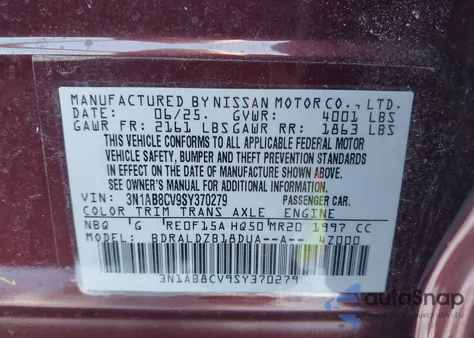 MANUFACTURED BY NISSAN MOTOR CO., LTD.
DATE: 06/25. GVWR: 4001 LBS
GAWR FR: 2161 LBS GAWR RR: 1863 LBS
THIS VEHICLE CONFORMS TO ALL APPLICABLE FEDERAL MOTOR
VEHICLE SAFETY, BUMPER AND THEFT PREVENTION STANDARDS
IN EFFECT ON THE DATE OF MANUFACTURE SHOWN ABOVE.
SEE OWNER'S MANUAL FOR ADDITIONAL INFORMATION.
VIN: 3N1AB8CV9SY370279 PASSENGER CAR.
COLOR TRIM TRANS AXLE ENGINE
NBQ G RE0F15A HQ50 MR20 1997 CC
MODEL: BDRALDZB18DUA--A-- 4Z000
3N1AB8CV9SY370279
autoSnap